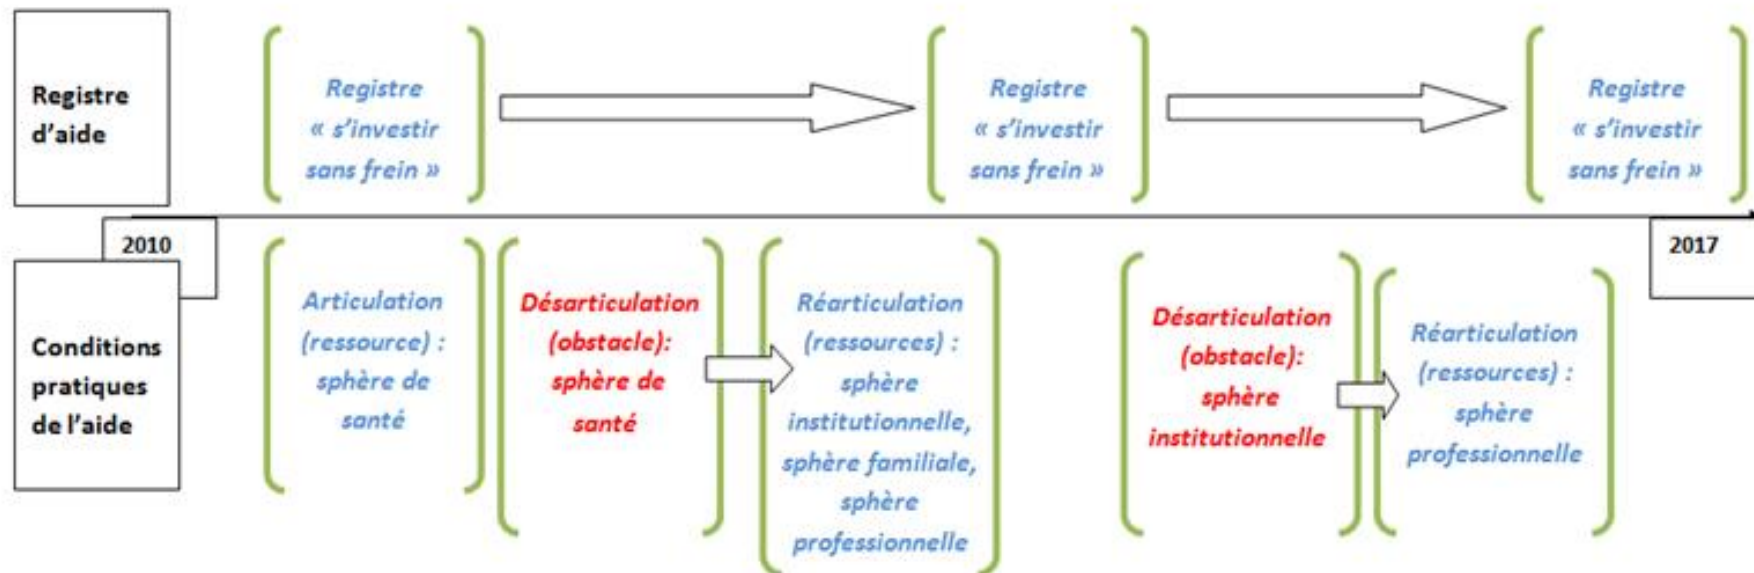 Registre
d'aide
Registre
« s'investir
sans frein »
Registre
« s'investir
sans frein »
Registre
« s'investir
sans frein »
2010
2017
Conditions
pratiques
de l'aide
Articulation
(ressource) :
sphère de
santé
Désarticulation
(obstacle):
sphère de
santé
Réarticulation
(ressources) :
sphère
institutionnelle,
sphère familiale,
sphère
professionnelle
Désarticulation
(obstacle):
sphère
institutionnelle
Réarticulation
(ressources) :
sphère
professionnelle